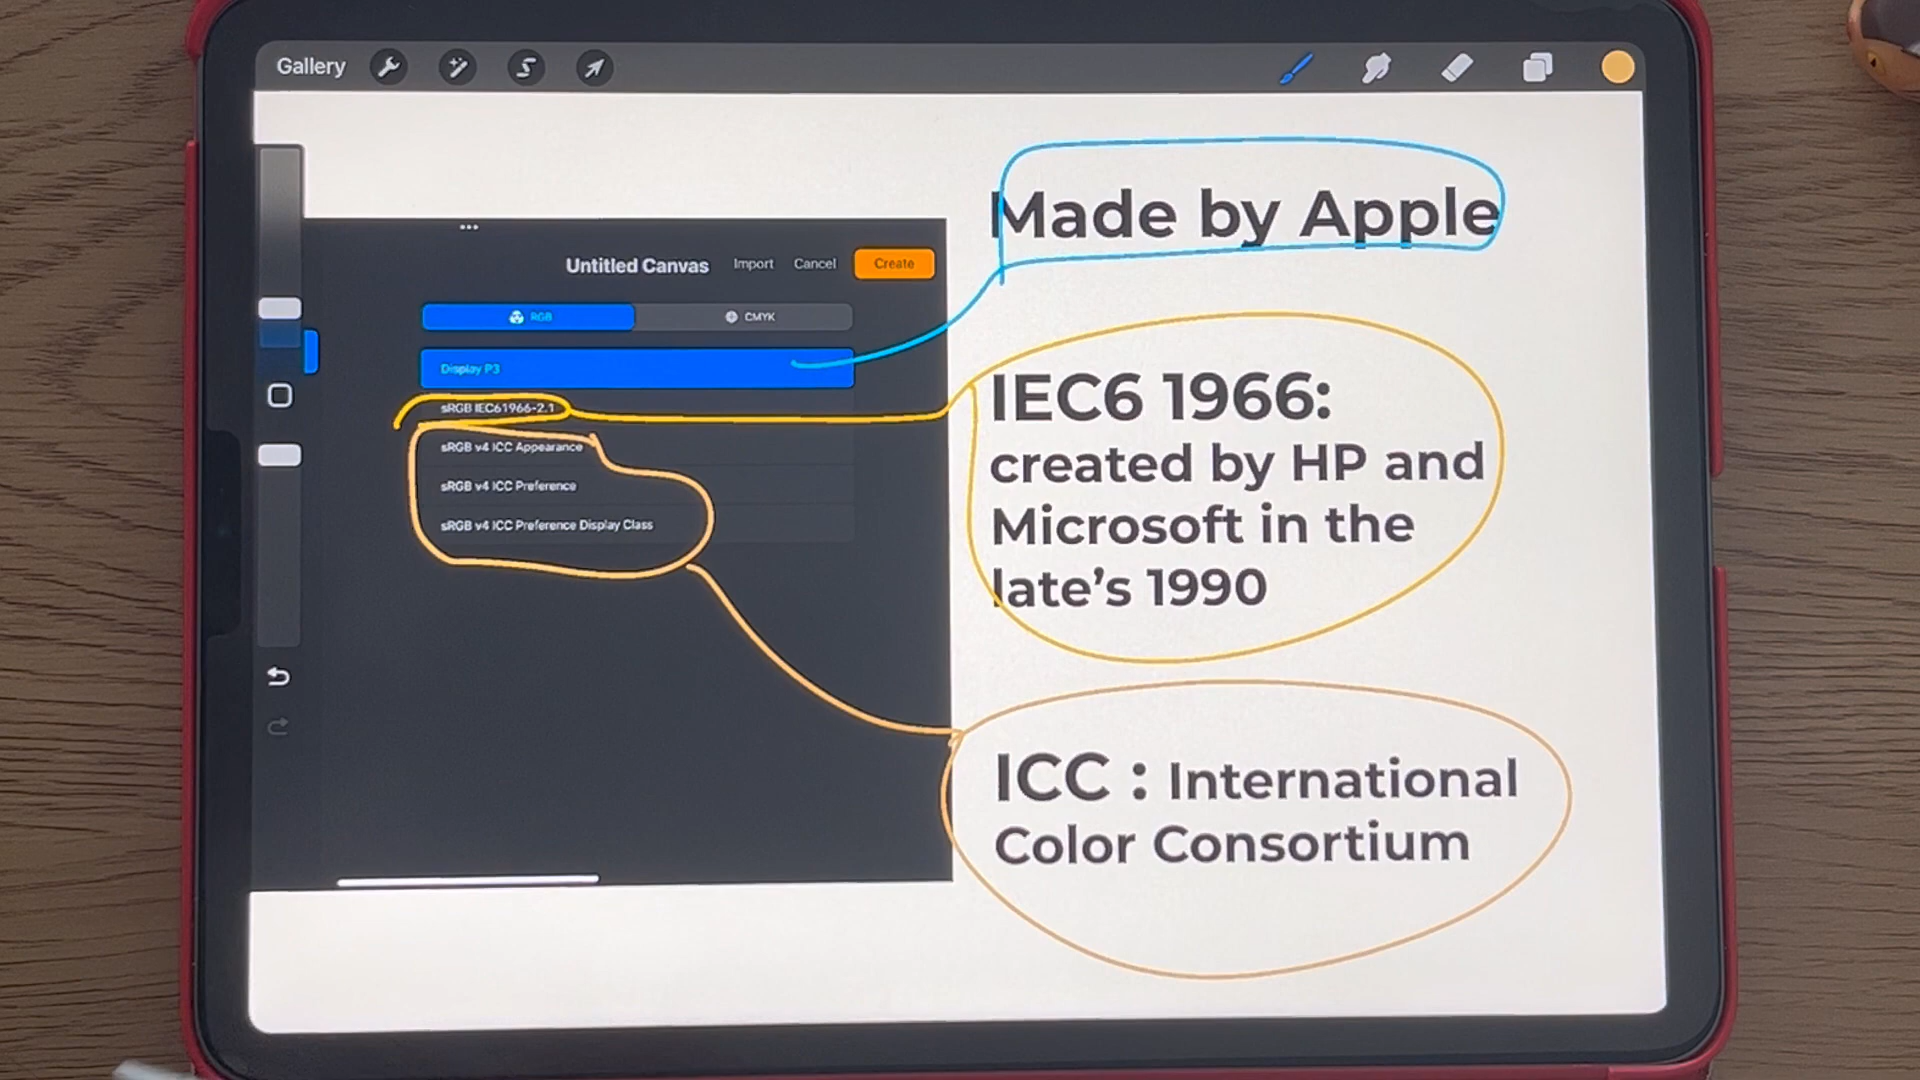 Gallery
Made by Apple
Untitled Canvas Import Cancel Create
RGB CMYK
Display P3
sRGB IEC61966-2.1
sRGB v4 ICC Appearance
sRGB v4 ICC Preference
sRGB v4 ICC Preference Display Class
IEC6 1966:
created by HP and
Microsoft in the
late’s 1990
ICC : International
Color Consortium